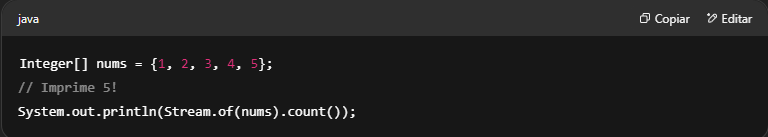 java
Copiar
Editar
Integer[] nums = {1, 2, 3, 4, 5};
// Imprime 5!
System.out.println(Stream.of(nums).count());